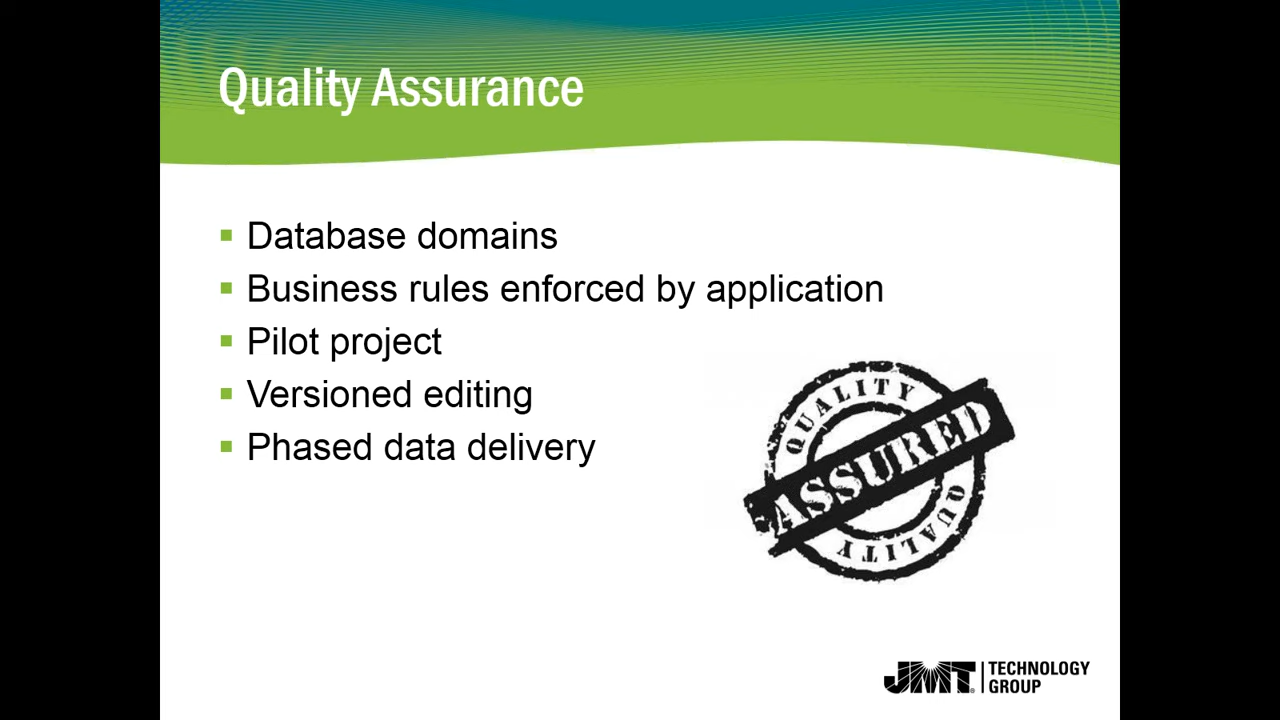 Quality Assurance
Database domains
Business rules enforced by application
Pilot project
Versioned editing
Phased data delivery
QUALITY
ASSURED
QUALITY
JMT TECHNOLOGY
GROUP